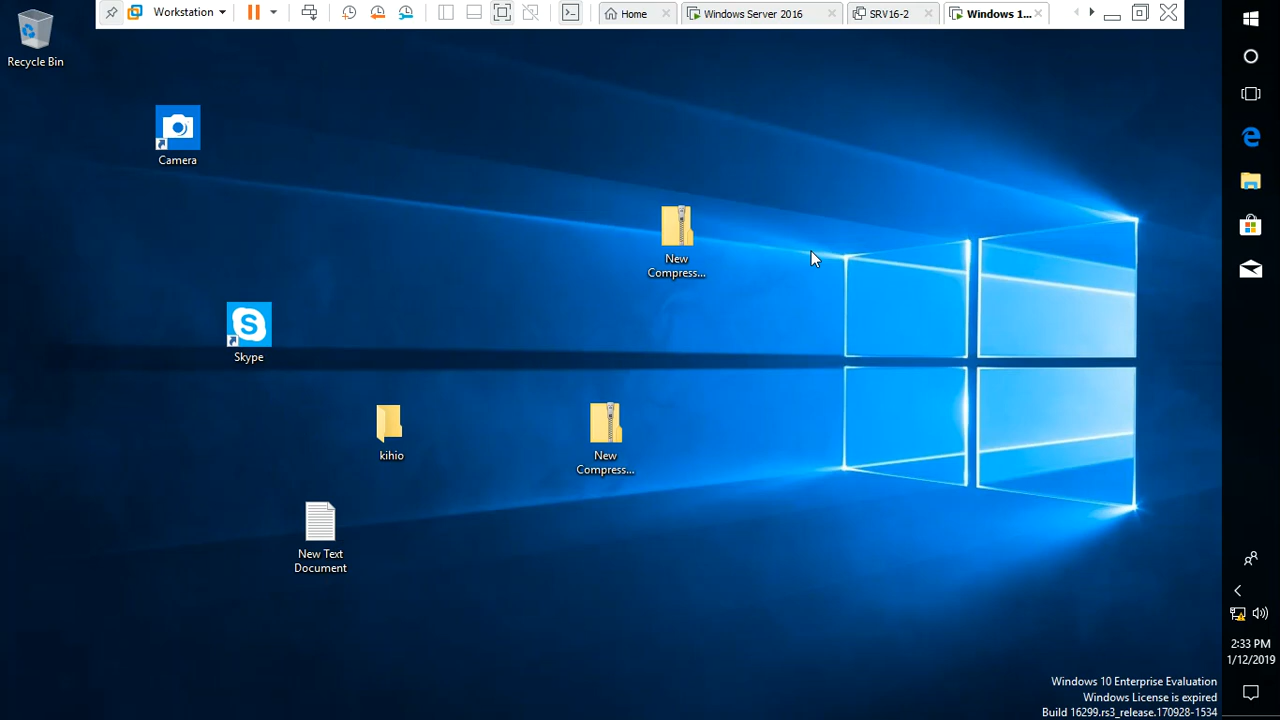 Workstation
Home
Windows Server 2016
SRV16-2
Windows 1...
Recycle Bin
Camera
New
Compress...
Skype
kihio
New
Compress...
New Text
Document
2:33 PM
1/12/2019
Windows 10 Enterprise Evaluation
Windows License is expired
Build 16299.rs3_release.170928-1534